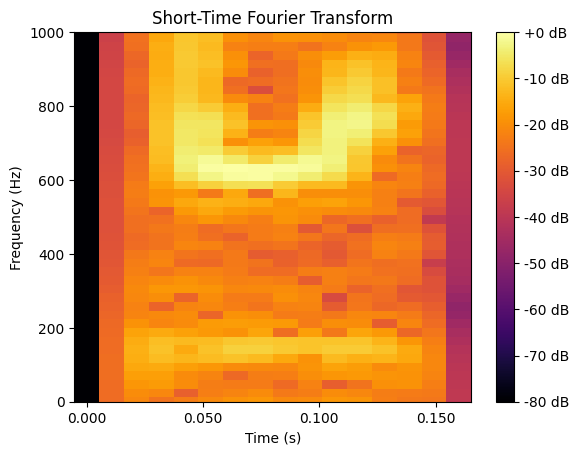 Short-Time Fourier Transform
1000
800
600
400
200
0
Frequency (Hz)
0.000
0.050
0.100
0.150
Time (s)
+0 dB
-10 dB
-20 dB
-30 dB
-40 dB
-50 dB
-60 dB
-70 dB
-80 dB